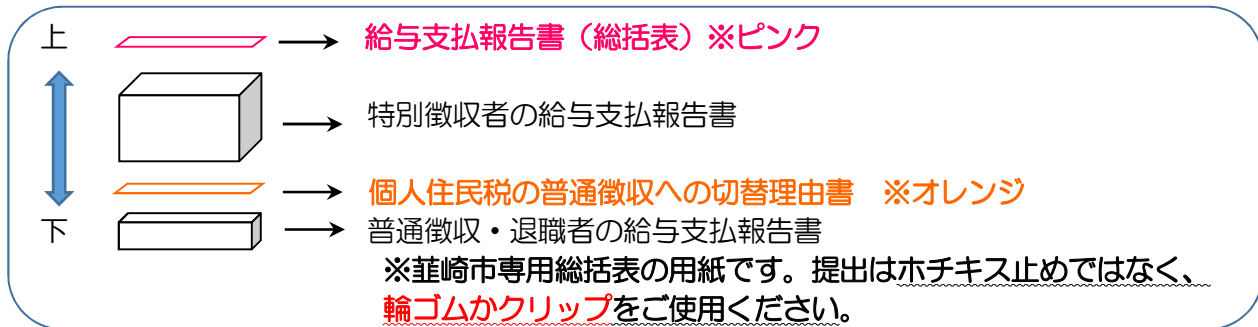 上
給与支払報告書（総括表）※ピンク
特別徴収者の給与支払報告書
個人住民税の普通徴収への切替理由書　※オレンジ
下
普通徴収・退職者の給与支払報告書
※韮崎市専用総括表の用紙です。提出はホチキス止めではなく、
輪ゴムかクリップをご使用ください。